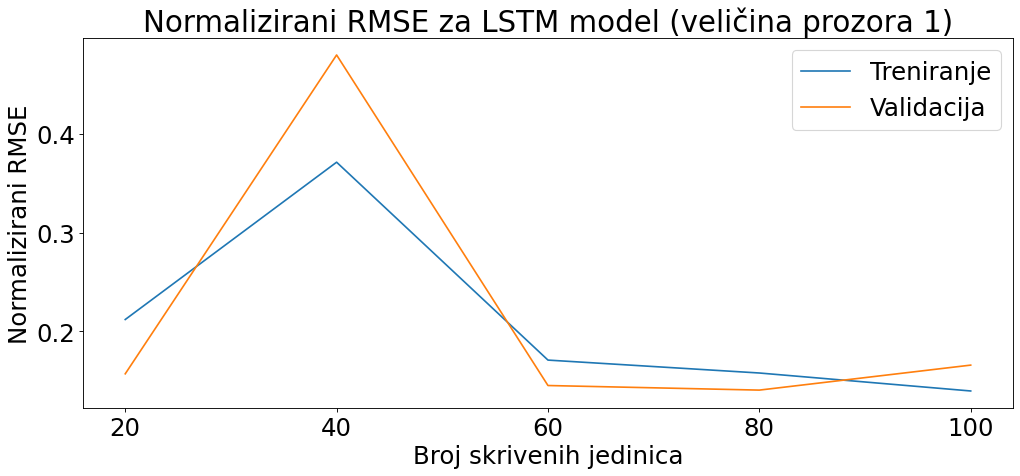 Normalizirani RMSE za LSTM model (veličina prozora 1)
Treniranje
Validacija
Normalizirani RMSE
0.4
0.3
0.2
20 40 60 80 100
Broj skrivenih jedinica